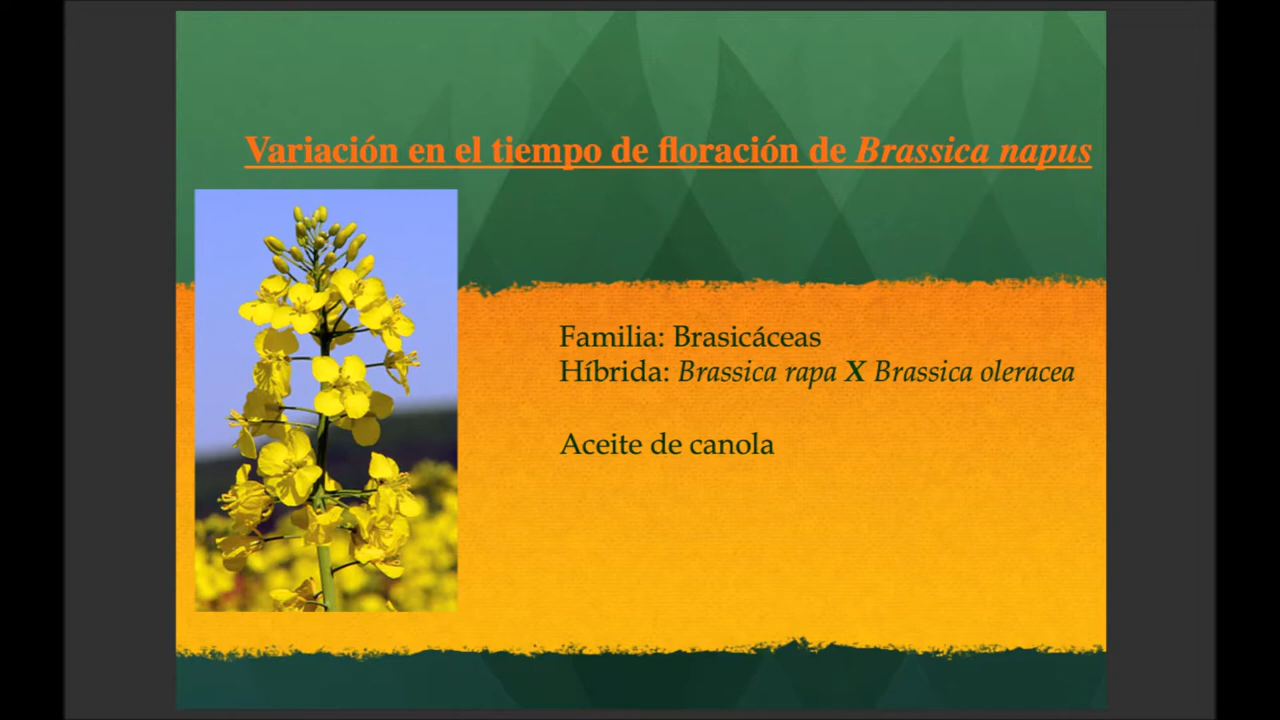 Variación en el tiempo de floración de Brassica napus
Familia: Brasicáceas
Híbrida: Brassica rapa X Brassica oleracea
Aceite de canola